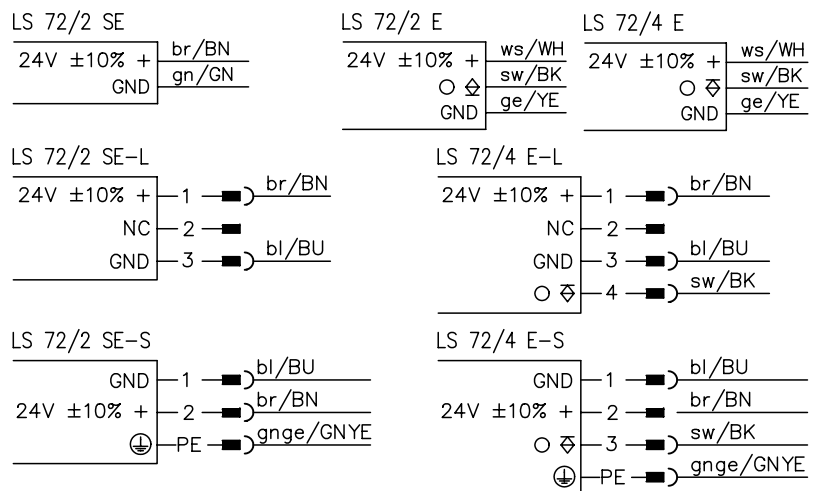 LS 72/2 SE
24V ±10% + br/BN
GND gn/GN
LS 72/2 E
24V ±10% + ws/WH
sw/BK
GND ge/YE
LS 72/4 E
24V ±10% + ws/WH
sw/BK
GND ge/YE
LS 72/2 SE-L
24V ±10% + 1 br/BN
NC 2
GND 3 bl/BU
LS 72/4 E-L
24V ±10% + 1 br/BN
NC 2
GND 3 bl/BU
4 sw/BK
LS 72/2 SE-S
GND 1 bl/BU
24V ±10% + 2 br/BN
PE gnge/GNYE
LS 72/4 E-S
GND 1 bl/BU
24V ±10% + 2 br/BN
3 sw/BK
PE gnge/GNYE